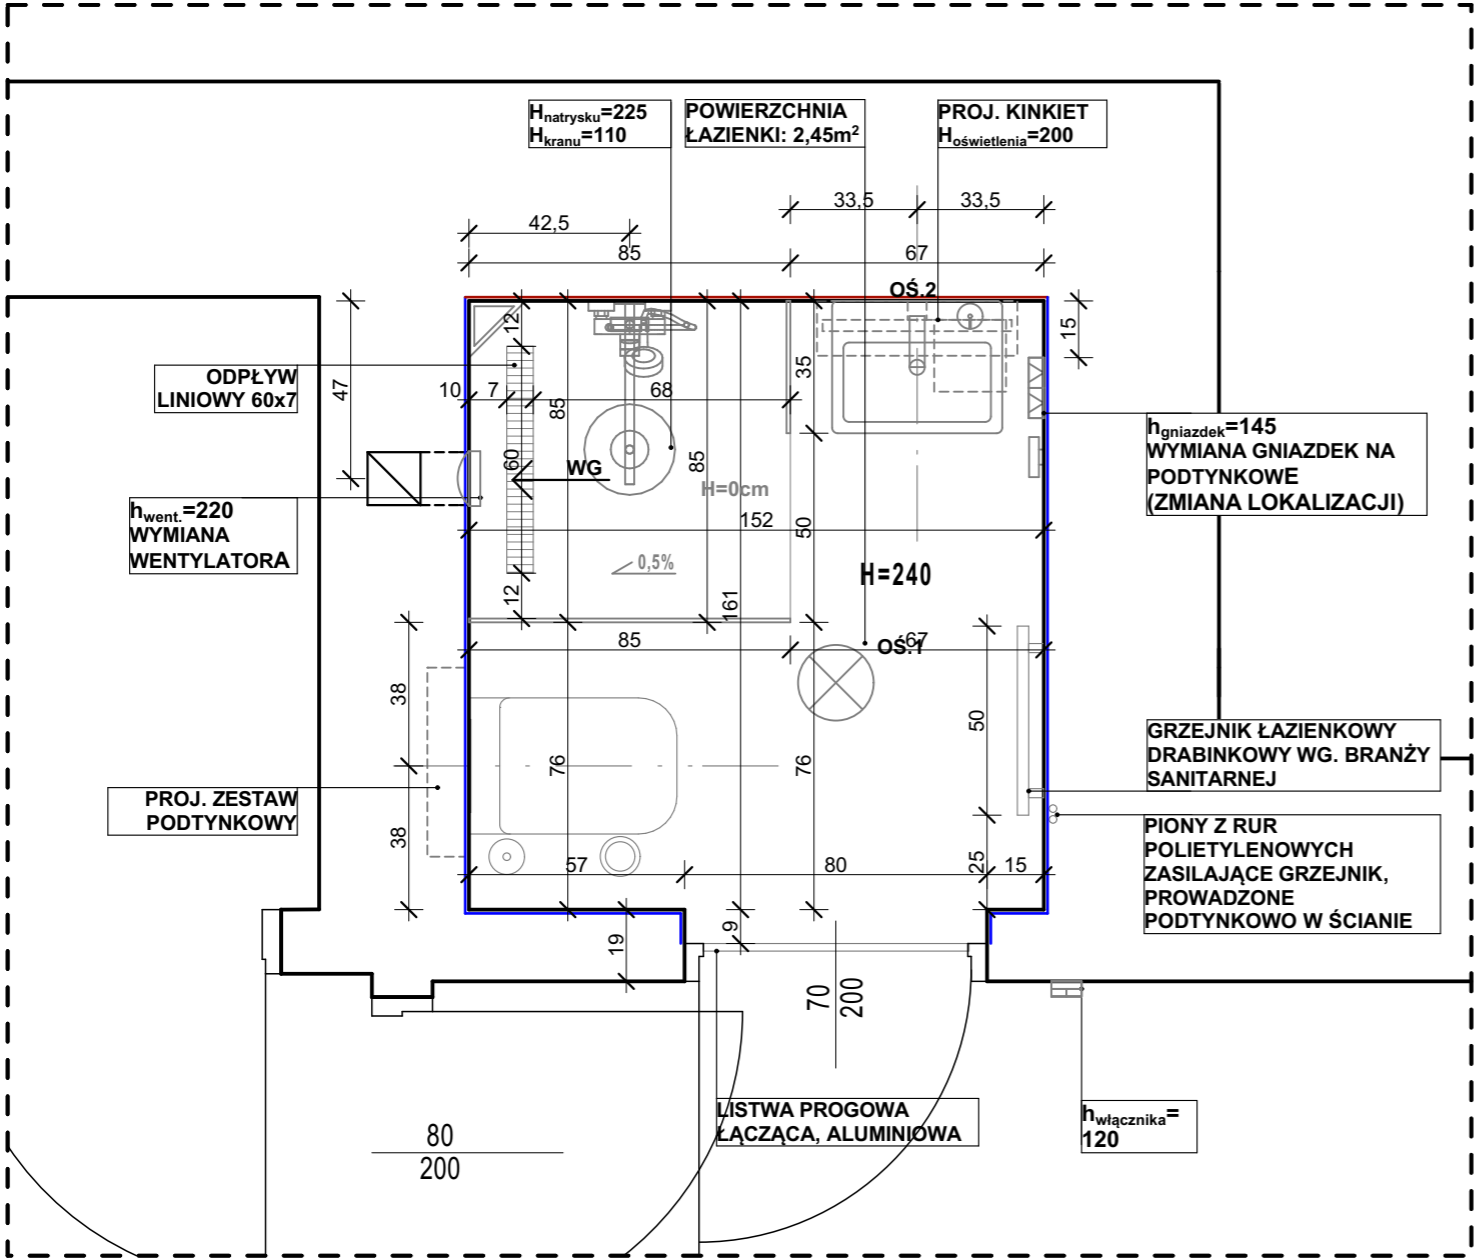 Hnatrysku=225
Hkranu=110
POWIERZCHNIA
ŁAZIENKI: 2,45m²
PROJ. KINKIET
Hoświetlenia=200
33,5
33,5
42,5
85
67
OŚ.2
12
15
47
35
ODPŁYW
LINIOWY 60x7
10
7
68
85
hgniazdek=145
WYMIANA GNIAZDEK NA
PODTYNKOWE
(ZMIANA LOKALIZACJI)
60
WG
85
H=0cm
hwent.=220
WYMIANA
WENTYLATORA
152
50
0,5%
H=240
12
161
85
OŚ.1
67
38
50
GRZEJNIK ŁAZIENKOWY
DRABINKOWY WG. BRANŻY
SANITARNEJ
76
76
PROJ. ZESTAW
PODTYNKOWY
38
PIONY Z RUR
POLIETYLENOWYCH
ZASILAJĄCE GRZEJNIK,
PROWADZONE
PODTYNKOWO W ŚCIANIE
57
80
25
15
19
9
70
200
LISTWA PROGOWA
ŁĄCZĄCA, ALUMINIOWA
hwłącznika=
120
80
200